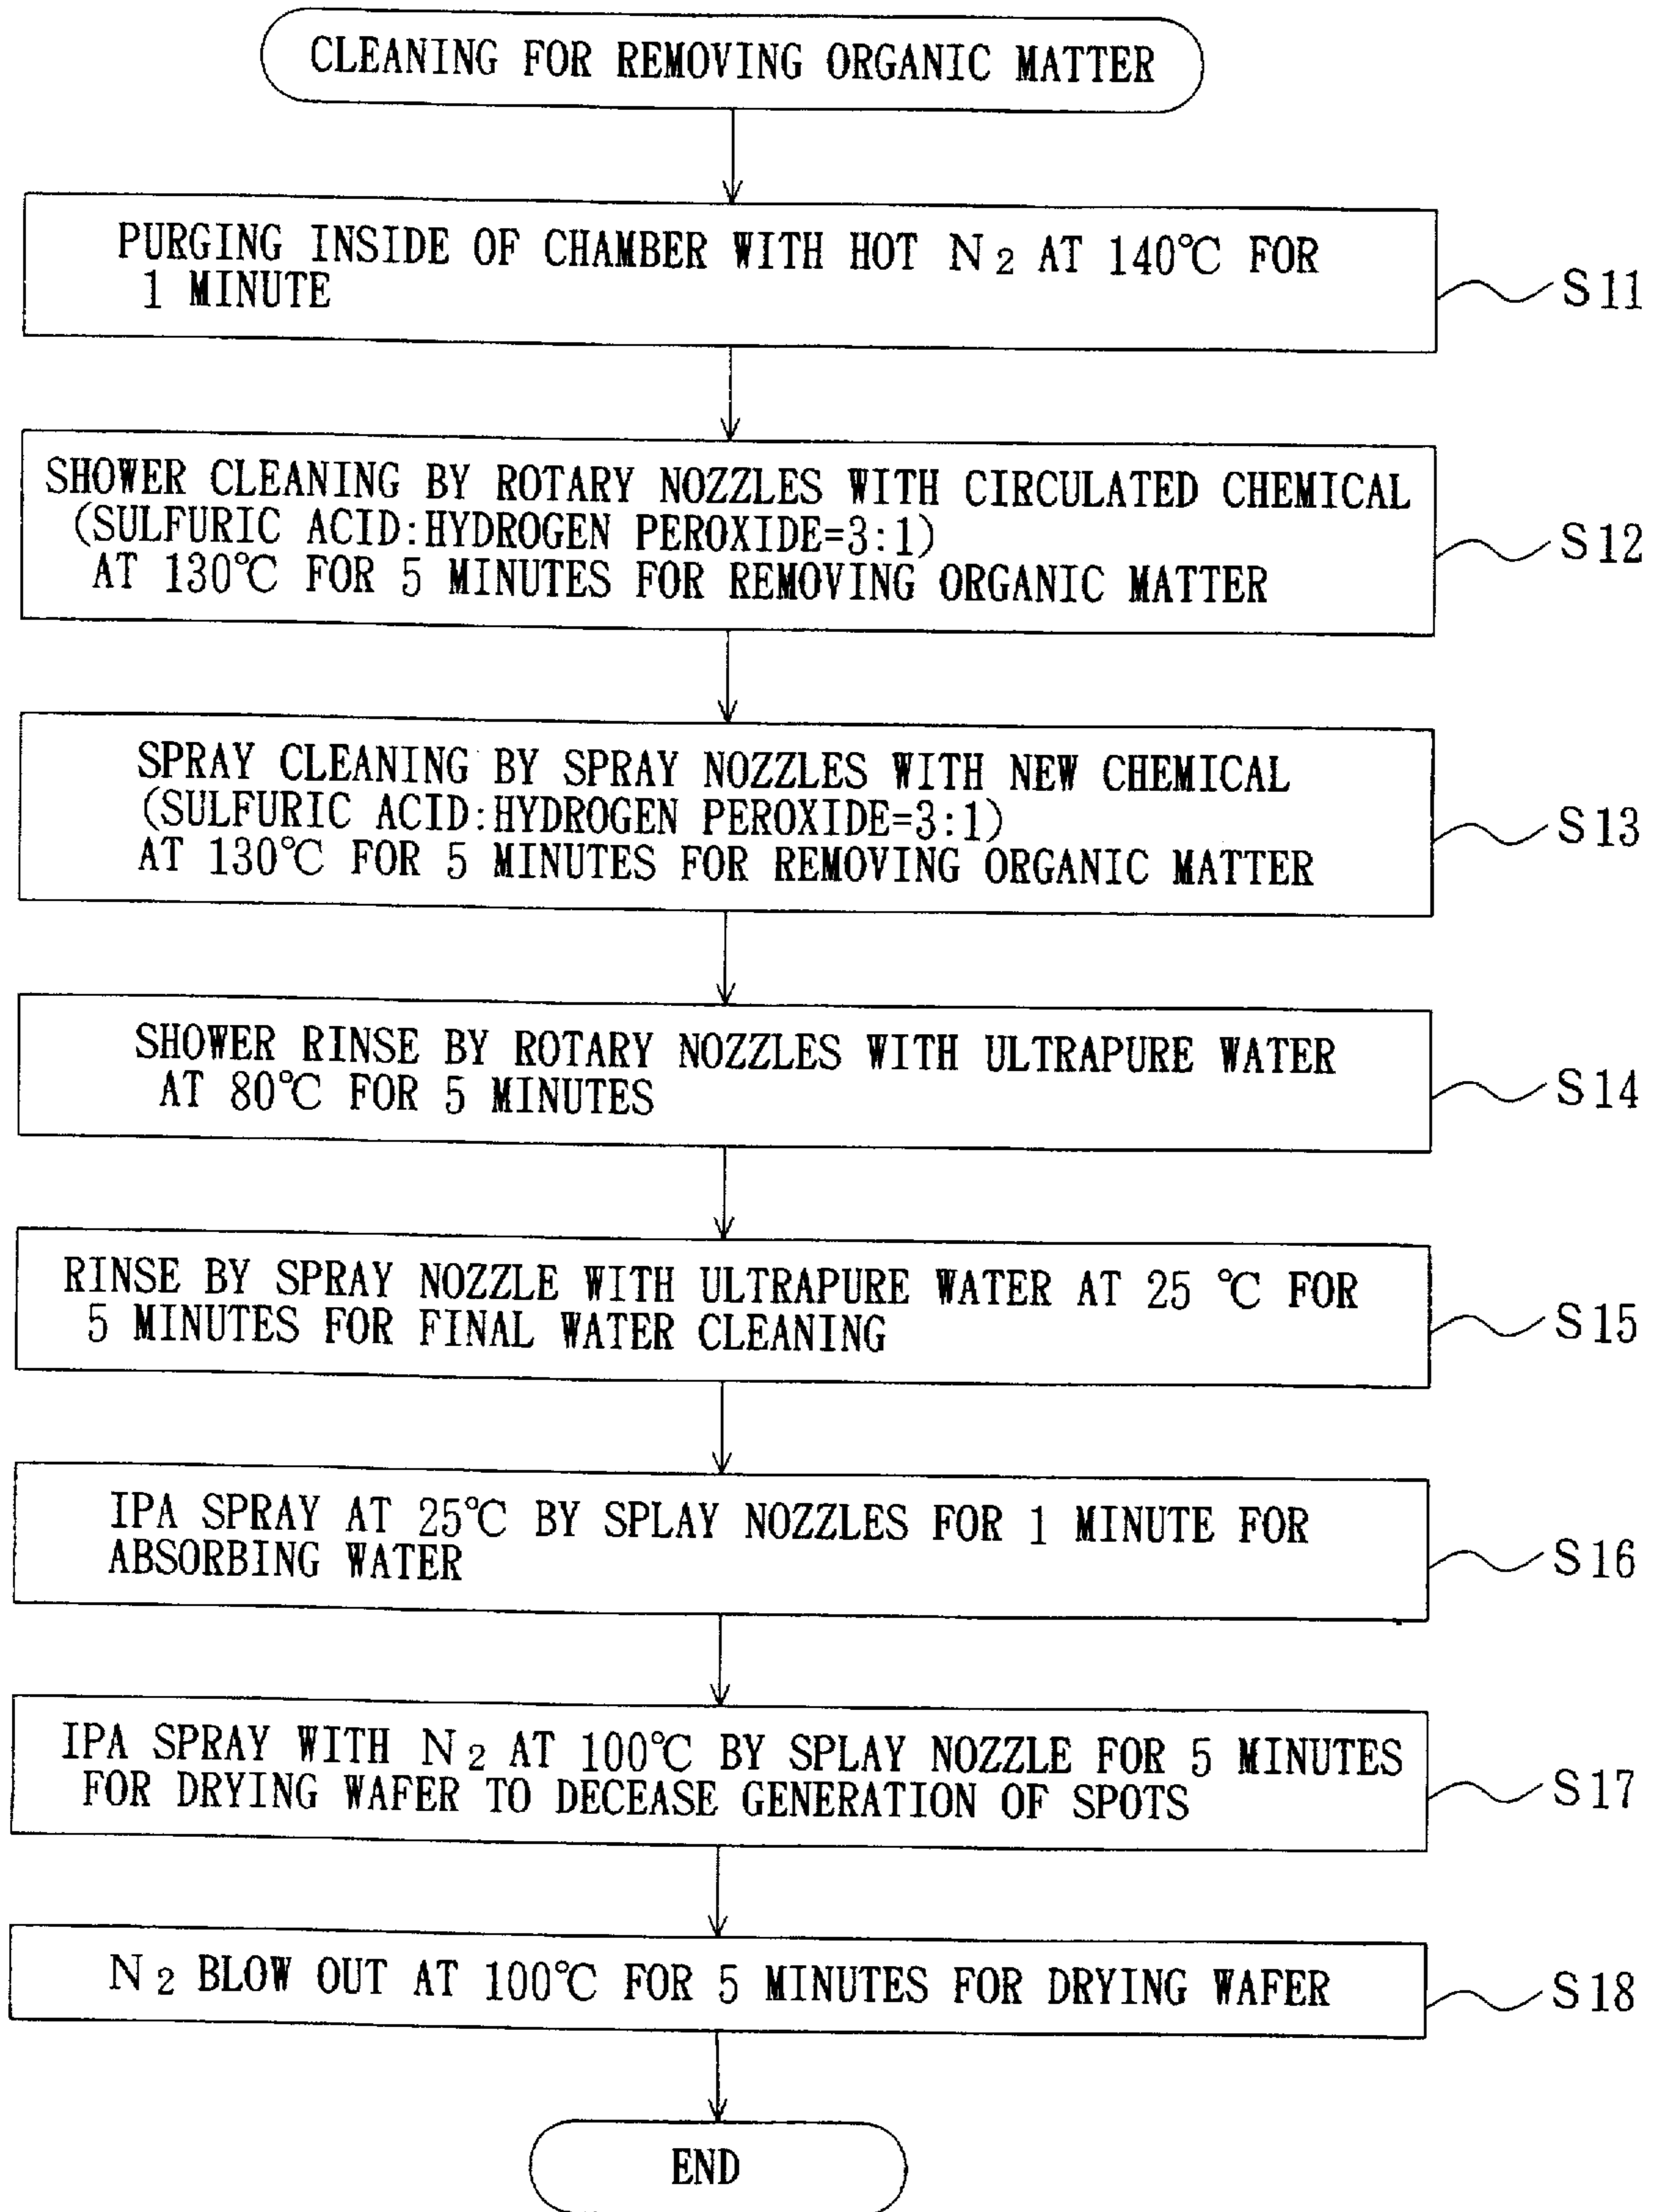 CLEANING FOR REMOVING ORGANIC MATTER
PURGING INSIDE OF CHAMBER WITH HOT N2 AT 140℃ FOR
1 MINUTE
S11
SHOWER CLEANING BY ROTARY NOZZLES WITH CIRCULATED CHEMICAL
(SULFURIC ACID:HYDROGEN PEROXIDE=3:1)
AT 130℃ FOR 5 MINUTES FOR REMOVING ORGANIC MATTER
S12
SPRAY CLEANING BY SPRAY NOZZLES WITH NEW CHEMICAL
(SULFURIC ACID:HYDROGEN PEROXIDE=3:1)
AT 130℃ FOR 5 MINUTES FOR REMOVING ORGANIC MATTER
S13
SHOWER RINSE BY ROTARY NOZZLES WITH ULTRAPURE WATER
AT 80℃ FOR 5 MINUTES
S14
RINSE BY SPRAY NOZZLE WITH ULTRAPURE WATER AT 25 ℃ FOR
5 MINUTES FOR FINAL WATER CLEANING
S15
IPA SPRAY AT 25℃ BY SPLAY NOZZLES FOR 1 MINUTE FOR
ABSORBING WATER
S16
IPA SPRAY WITH N2 AT 100℃ BY SPLAY NOZZLE FOR 5 MINUTES
FOR DRYING WAFER TO DECEASE GENERATION OF SPOTS
S17
N2 BLOW OUT AT 100℃ FOR 5 MINUTES FOR DRYING WAFER
S18
END